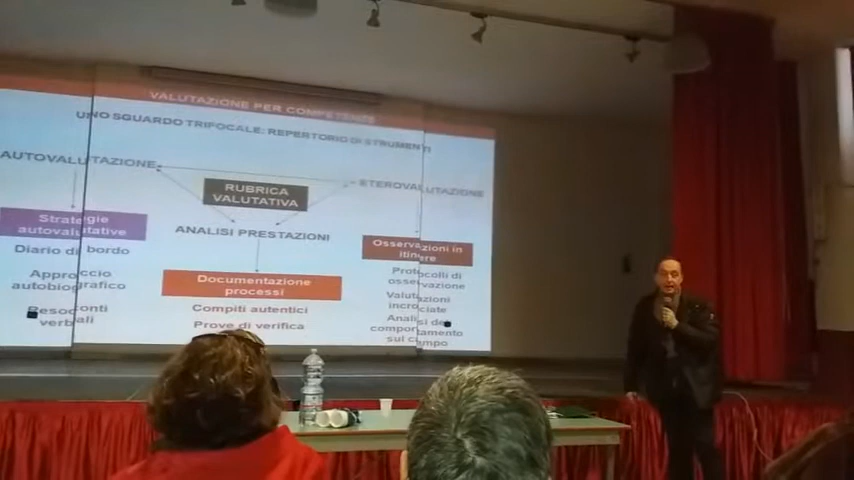 VALUTAZIONE PER COMPETENZE
UNO SGUARDO TRIFOCALE: REPERTORIO DI STRUMENTI
AUTOVALUTAZIONE
ETEROVALUTAZIONE
RUBRICA
VALUTATIVA
ANALISI PRESTAZIONI
Strategie
autovalutative
Diario di bordo
Approccio
autobiografico
Resoconti
verbali
Documentazione
processi
Compiti autentici
Prove di verifica
Osservazioni in
itinere
Protocolli di
osservazione
Valutazioni
incrociate
Analisi del
comportamento
sul campo